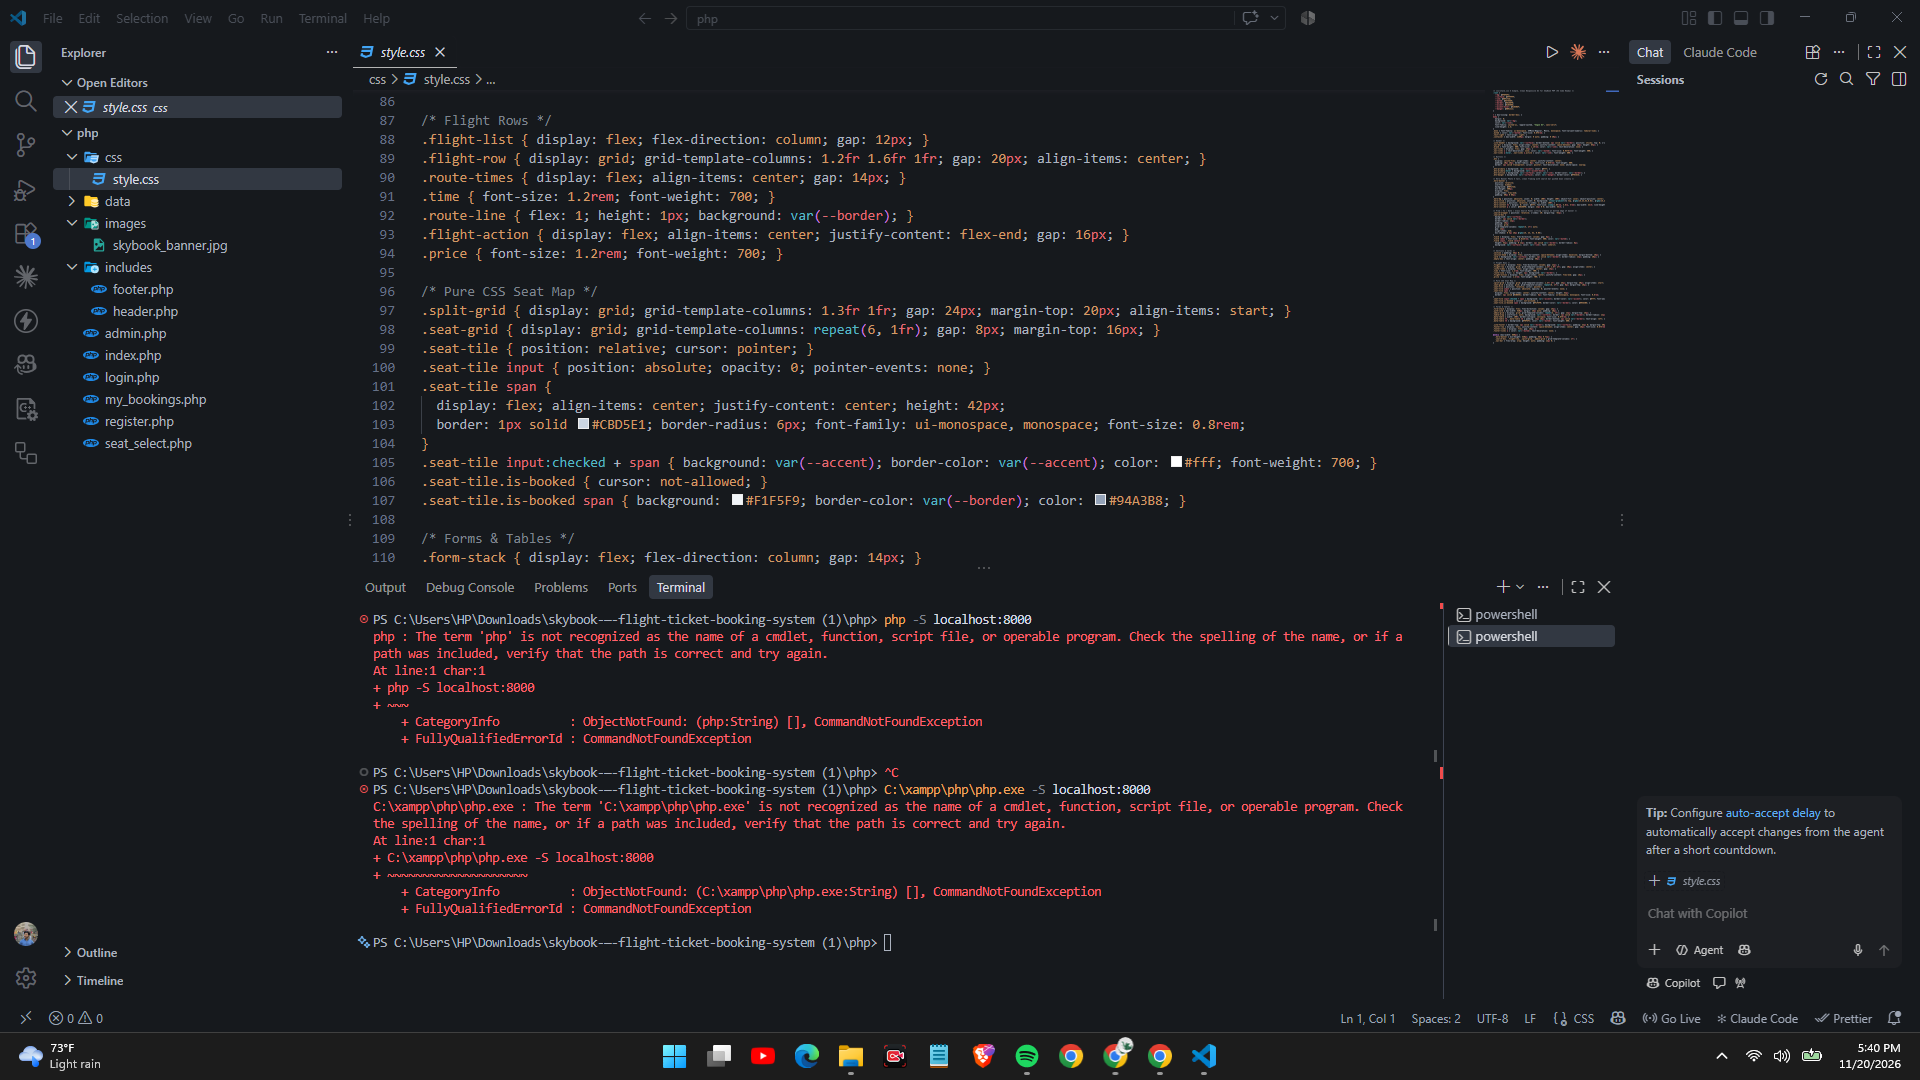 File Edit Selection View Go Run Terminal Help
php
Explorer
Open Editors
style.css css
php
css
style.css
data
images
skybook_banner.jpg
includes
footer.php
header.php
admin.php
index.php
login.php
my_bookings.php
register.php
seat_select.php
1
Outline
Timeline
style.css
css > style.css > ...
86
87 /* Flight Rows */
88 .flight-list { display: flex; flex-direction: column; gap: 12px; }
89 .flight-row { display: grid; grid-template-columns: 1.2fr 1.6fr 1fr; gap: 20px; align-items: center; }
90 .route-times { display: flex; align-items: center; gap: 14px; }
91 .time { font-size: 1.2rem; font-weight: 700; }
92 .route-line { flex: 1; height: 1px; background: var(--border); }
93 .flight-action { display: flex; align-items: center; justify-content: flex-end; gap: 16px; }
94 .price { font-size: 1.2rem; font-weight: 700; }
95
96 /* Pure CSS Seat Map */
97 .split-grid { display: grid; grid-template-columns: 1.3fr 1fr; gap: 24px; margin-top: 20px; align-items: start; }
98 .seat-grid { display: grid; grid-template-columns: repeat(6, 1fr); gap: 8px; margin-top: 16px; }
99 .seat-tile { position: relative; cursor: pointer; }
100 .seat-tile input { position: absolute; opacity: 0; pointer-events: none; }
101 .seat-tile span {
102 display: flex; align-items: center; justify-content: center; height: 42px;
103 border: 1px solid #CBD5E1; border-radius: 6px; font-family: ui-monospace, monospace; font-size: 0.8rem;
104 }
105 .seat-tile input:checked + span { background: var(--accent); border-color: var(--accent); color: #fff; font-weight: 700; }
106 .seat-tile.is-booked { cursor: not-allowed; }
107 .seat-tile.is-booked span { background: #F1F5F9; border-color: var(--border); color: #94A3B8; }
108
109 /* Forms & Tables */
110 .form-stack { display: flex; flex-direction: column; gap: 14px; }
Output Debug Console Problems Ports Terminal
PS C:\Users\HP\Downloads\skybook---flight-ticket-booking-system (1)\php> php -S localhost:8000
php : The term 'php' is not recognized as the name of a cmdlet, function, script file, or operable program. Check the spelling of the name, or if a
path was included, verify that the path is correct and try again.
At line:1 char:1
+ php -S localhost:8000
+ ~~~
+ CategoryInfo : ObjectNotFound: (php:String) [], CommandNotFoundException
+ FullyQualifiedErrorId : CommandNotFoundException
PS C:\Users\HP\Downloads\skybook---flight-ticket-booking-system (1)\php> ^C
PS C:\Users\HP\Downloads\skybook---flight-ticket-booking-system (1)\php> C:\xampp\php\php.exe -S localhost:8000
C:\xampp\php\php.exe : The term 'C:\xampp\php\php.exe' is not recognized as the name of a cmdlet, function, script file, or operable program. Check
the spelling of the name, or if a path was included, verify that the path is correct and try again.
At line:1 char:1
+ C:\xampp\php\php.exe -S localhost:8000
+ ~~~~~~~~~~~~~~~~~~~~
+ CategoryInfo : ObjectNotFound: (C:\xampp\php\php.exe:String) [], CommandNotFoundException
+ FullyQualifiedErrorId : CommandNotFoundException
PS C:\Users\HP\Downloads\skybook---flight-ticket-booking-system (1)\php>
powershell
powershell
Chat Claude Code
Sessions
Tip: Configure auto-accept delay to
automatically accept changes from the agent
after a short countdown.
style.css
Chat with Copilot
Agent
Copilot
0 0
Ln 1, Col 1 Spaces: 2 UTF-8 LF CSS Go Live Claude Code Prettier
73°F
Light rain
5:40 PM
11/20/2026